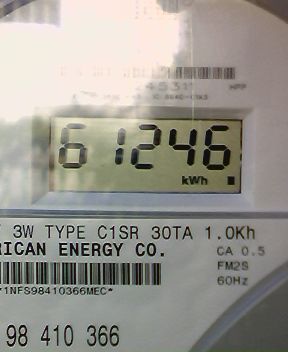 61246
kWh
3W TYPE C1SR 30TA 1.0Kh
RICAN ENERGY CO.
CA 0.5
FM2S
60Hz
*1NFS98410366MEC*
98 410 366